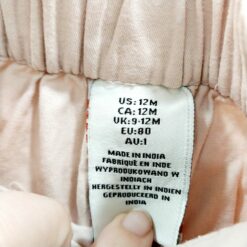 US: 12M
CA: 12M
UK: 9-12M
EU: 80
AU: 1
MADE IN INDIA
FABRIQUÉ EN INDE
WYPRODUKOWANO W
INDIACH
HERGESTELLT IN INDIEN
GEPRODUCEERD IN
INDIA